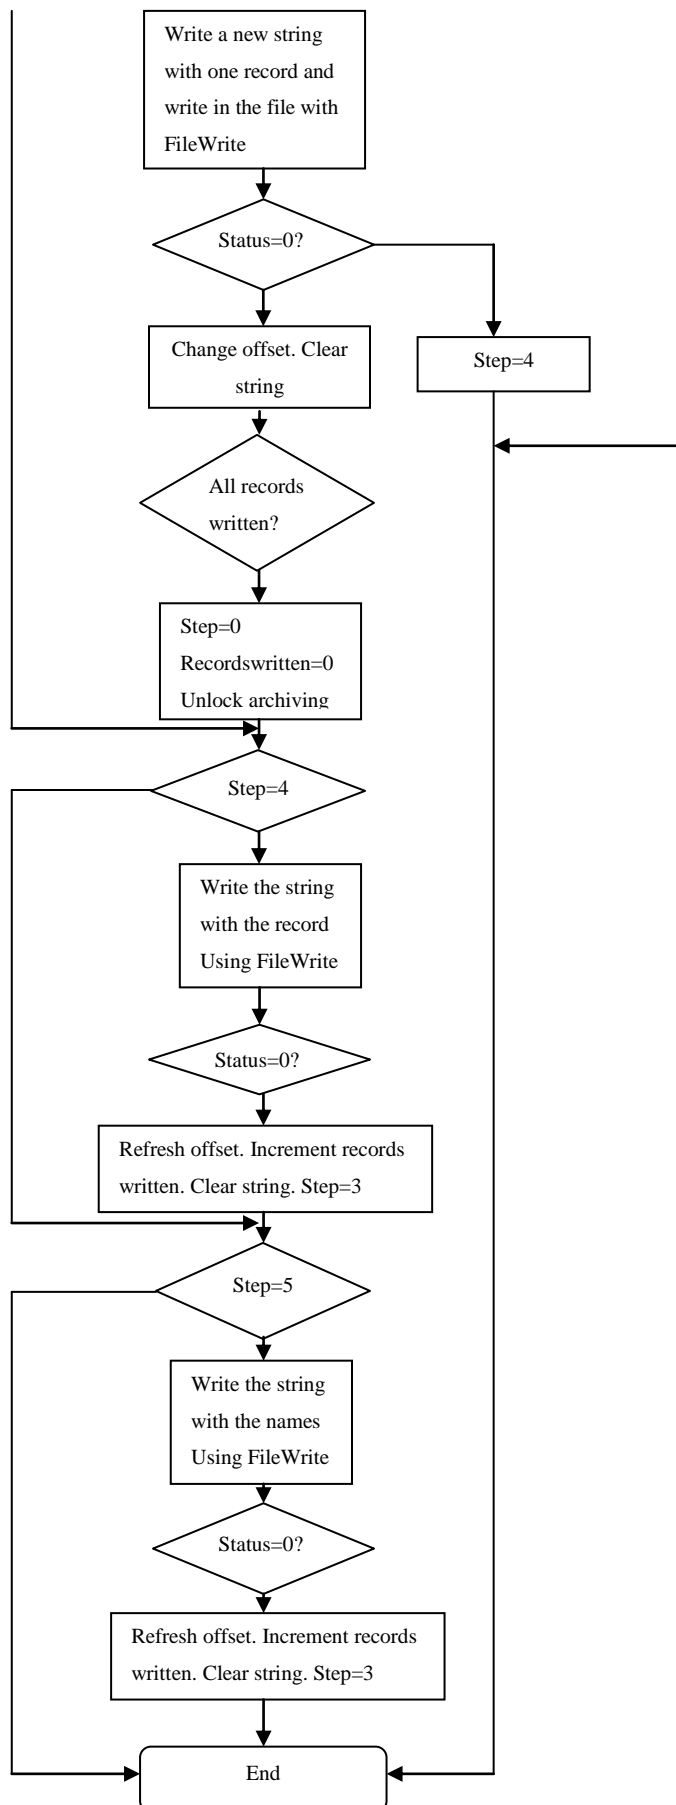 Write a new string
with one record and
write in the file with
FileWrite
Status=0?
Change offset. Clear
string
Step=4
All records
written?
Step=0
Recordswritten=0
Unlock archiving
Step=4
Write the string
with the record
Using FileWrite
Status=0?
Refresh offset. Increment records
written. Clear string. Step=3
Step=5
Write the string
with the names
Using FileWrite
Status=0?
Refresh offset. Increment records
written. Clear string. Step=3
End